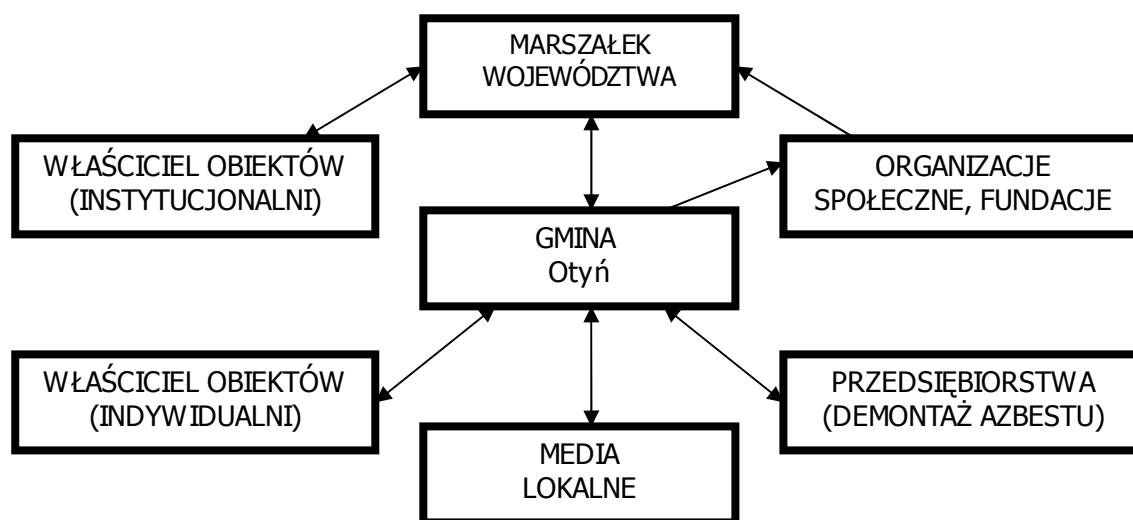 MARSZAŁEK
WOJEWÓDZTWA
WŁAŚCICIEL OBIEKTÓW
(INSTYTUCJONALNI)
ORGANIZACJE
SPOŁECZNE, FUNDACJE
GMINA
Otyń
WŁAŚCICIEL OBIEKTÓW
(INDYWIDUALNI)
PRZEDSIĘBIORSTWA
(DEMONTAŻ AZBESTU)
MEDIA
LOKALNE